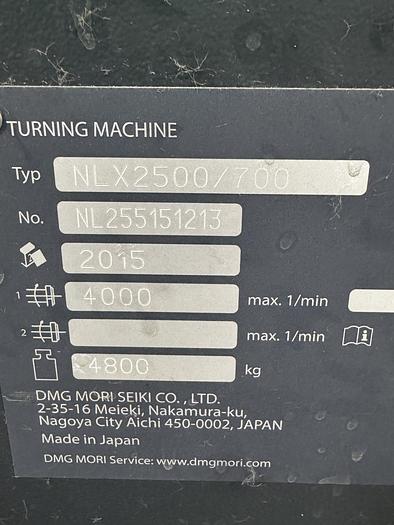 TURNING MACHINE
Typ NLX2500/700
No. NL255151213
2015
1 4000 max. 1/min
2 max. 1/min
4800 kg
DMG MORI SEIKI CO., LTD.
2-35-16 Meieki, Nakamura-ku,
Nagoya City Aichi 450-0002, JAPAN
Made in Japan
DMG MORI Service: www.dmgmori.com